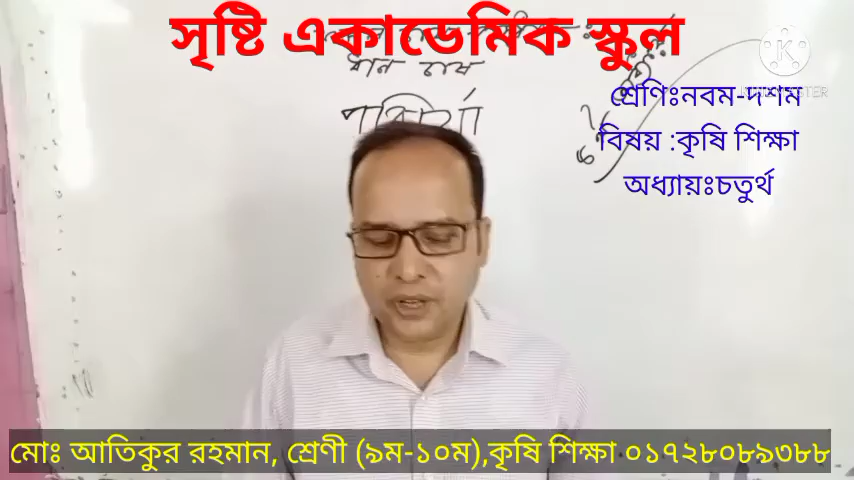 সৃষ্টি একাডেমিক স্কুল
ধান চাষ
শ্রেণিঃনবম-দশম
বিষয় :কৃষি শিক্ষা
অধ্যায়ঃচতুর্থ
মোঃ আতিকুর রহমান, শ্রেণী (৯ম-১০ম),কৃষি শিক্ষা ০১৭২৮০৮৯৩৮৮